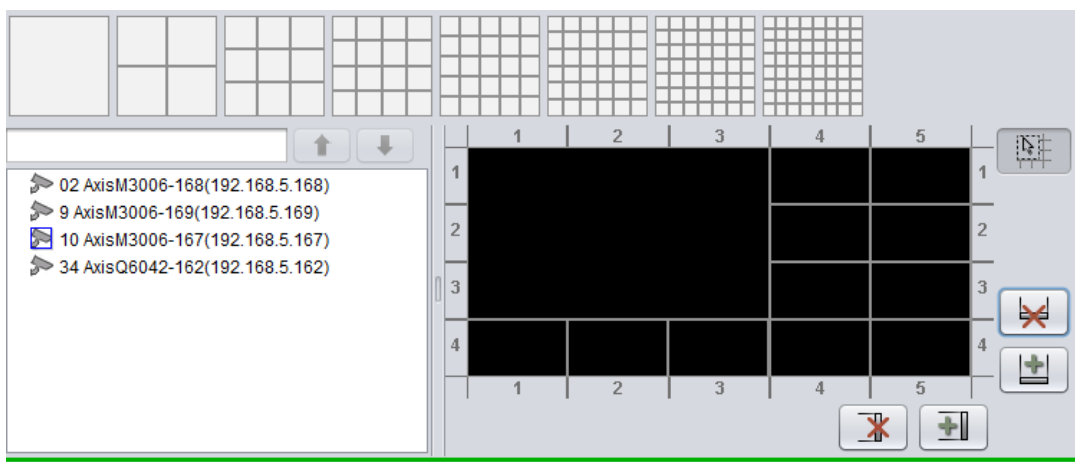 1 2 3 4 5
02 AxisM3006-168(192.168.5.168)
9 AxisM3006-169(192.168.5.169)
10 AxisM3006-167(192.168.5.167)
34 AxisQ6042-162(192.168.5.162)
1 1
2 2
3 3
4 4
1 2 3 4 5